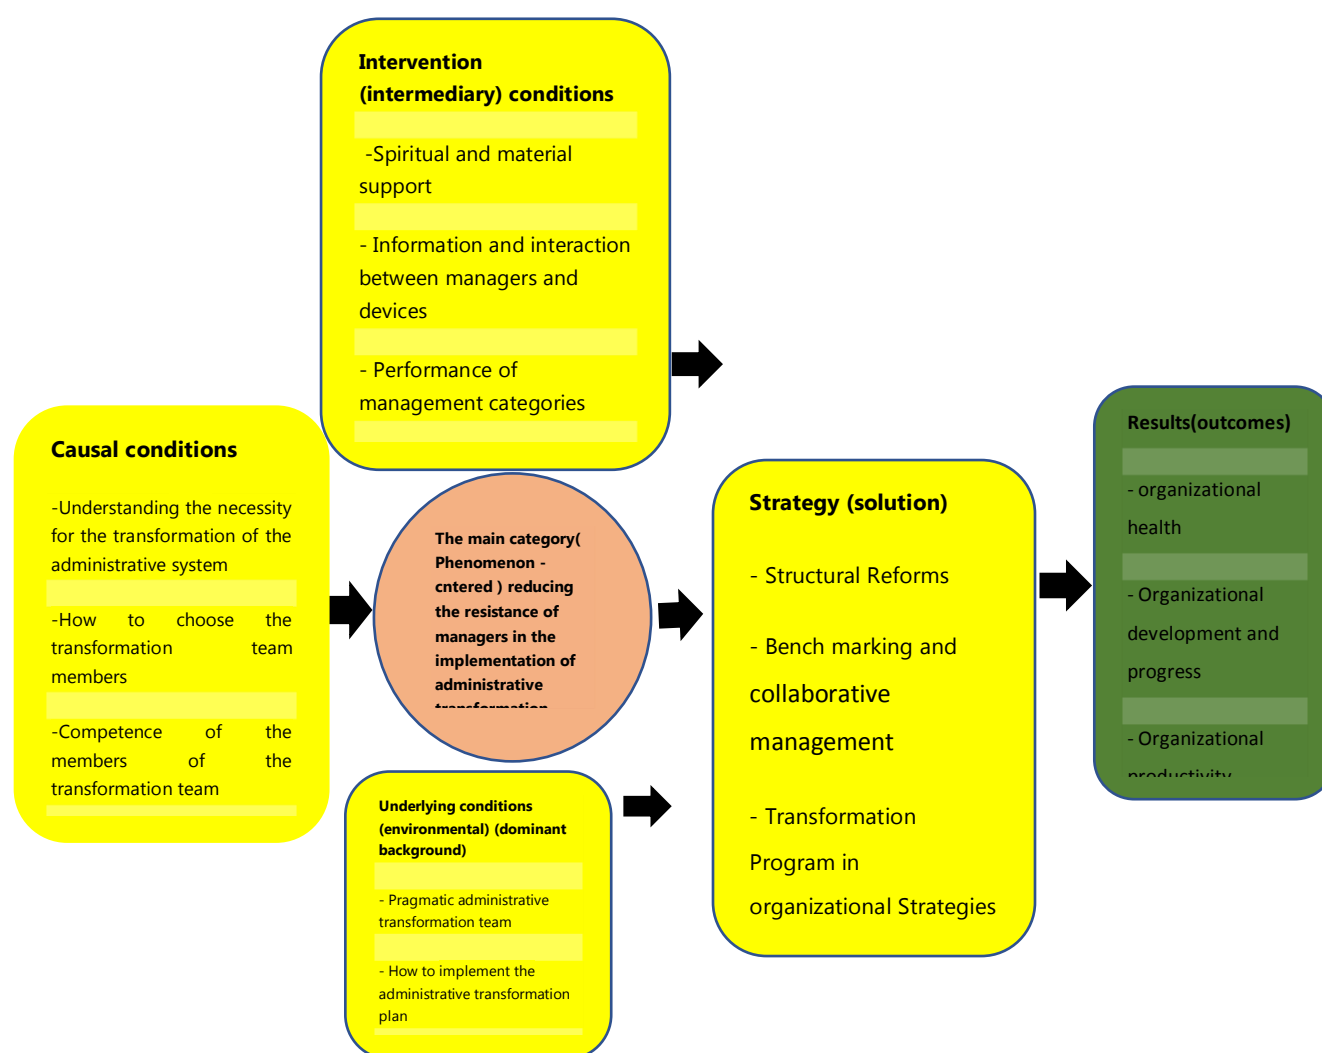 Intervention
(intermediary) conditions
-Spiritual and material
support
- Information and interaction
between managers and
devices
- Performance of
management categories
Causal conditions
-Understanding the necessity
for the transformation of the
administrative system
-How to choose the
transformation team
members
-Competence of the
members of the
transformation team
The main category(
Phenomenon -
cntered ) reducing
the resistance of
managers in the
implementation of
administrative
transformation
Underlying conditions
(environmental) (dominant
background)
- Pragmatic administrative
transformation team
- How to implement the
administrative transformation
plan
Strategy (solution)
- Structural Reforms
- Bench marking and
collaborative
management
- Transformation
Program in
organizational Strategies
Results(outcomes)
- organizational
health
- Organizational
development and
progress
- Organizational
productivity